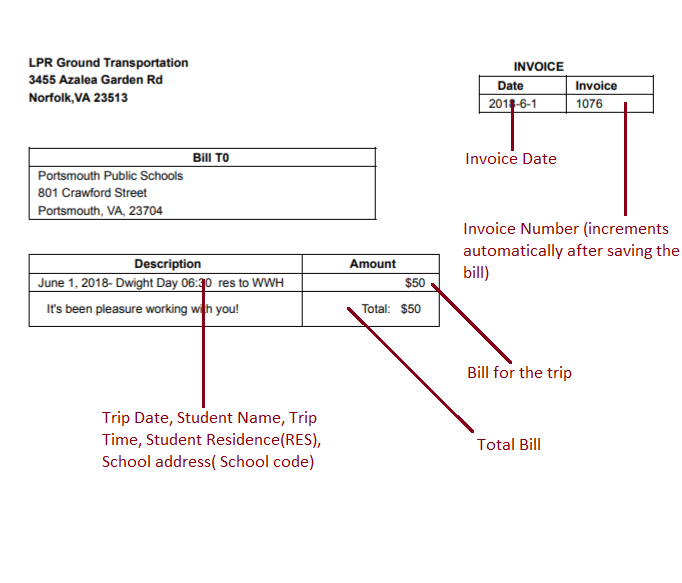 LPR Ground Transportation
3455 Azalea Garden Rd
Norfolk,VA 23513
INVOICE
Date Invoice
2018-6-1 1076
Invoice Date
Bill T0
Portsmouth Public Schools
801 Crawford Street
Portsmouth, VA, 23704
Invoice Number (increments
automatically after saving the
bill)
Description Amount
June 1, 2018- Dwight Day 06:30 res to WWH $50
It's been pleasure working with you! Total: $50
Bill for the trip
Trip Date, Student Name, Trip
Time, Student Residence(RES),
School address( School code)
Total Bill